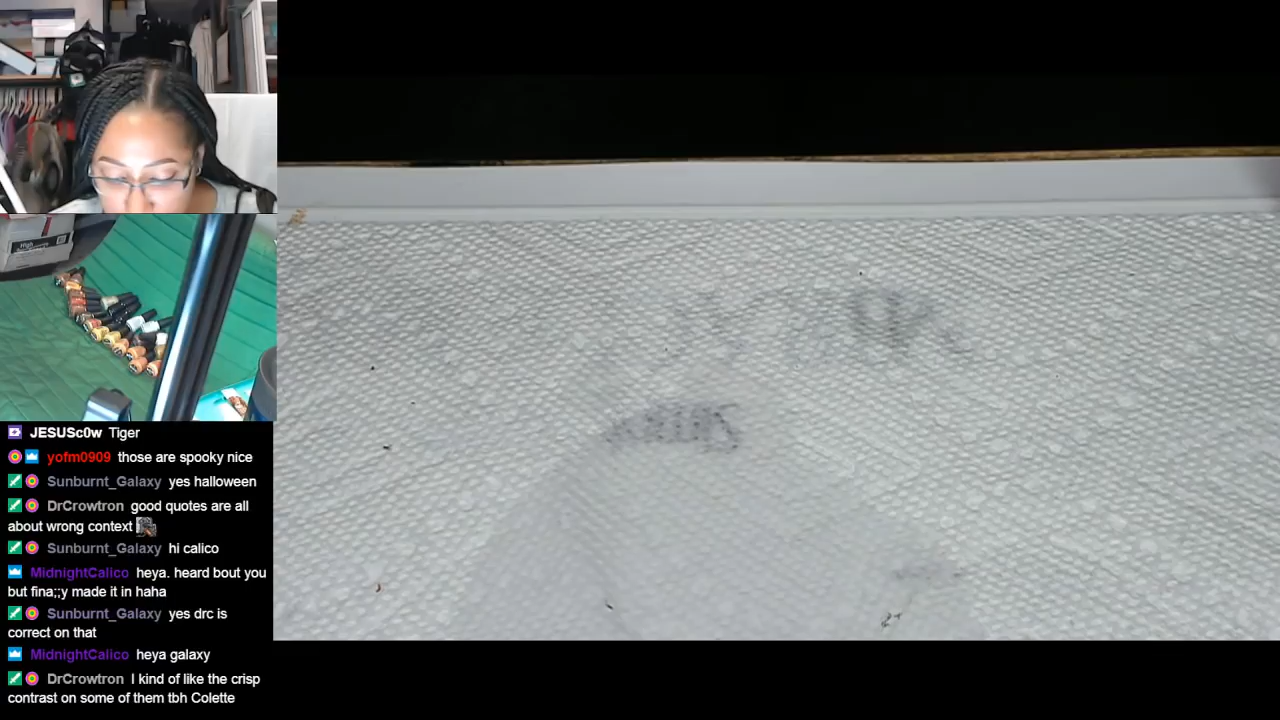 High
JESUSc0w Tiger
yofm0909 those are spooky nice
Sunburnt_Galaxy yes halloween
DrCrowtron good quotes are all
about wrong context
Sunburnt_Galaxy hi calico
MidnightCalico heya. heard bout you
but fina;;y made it in haha
Sunburnt_Galaxy yes drc is
correct on that
MidnightCalico heya galaxy
DrCrowtron I kind of like the crisp
contrast on some of them tbh Colette